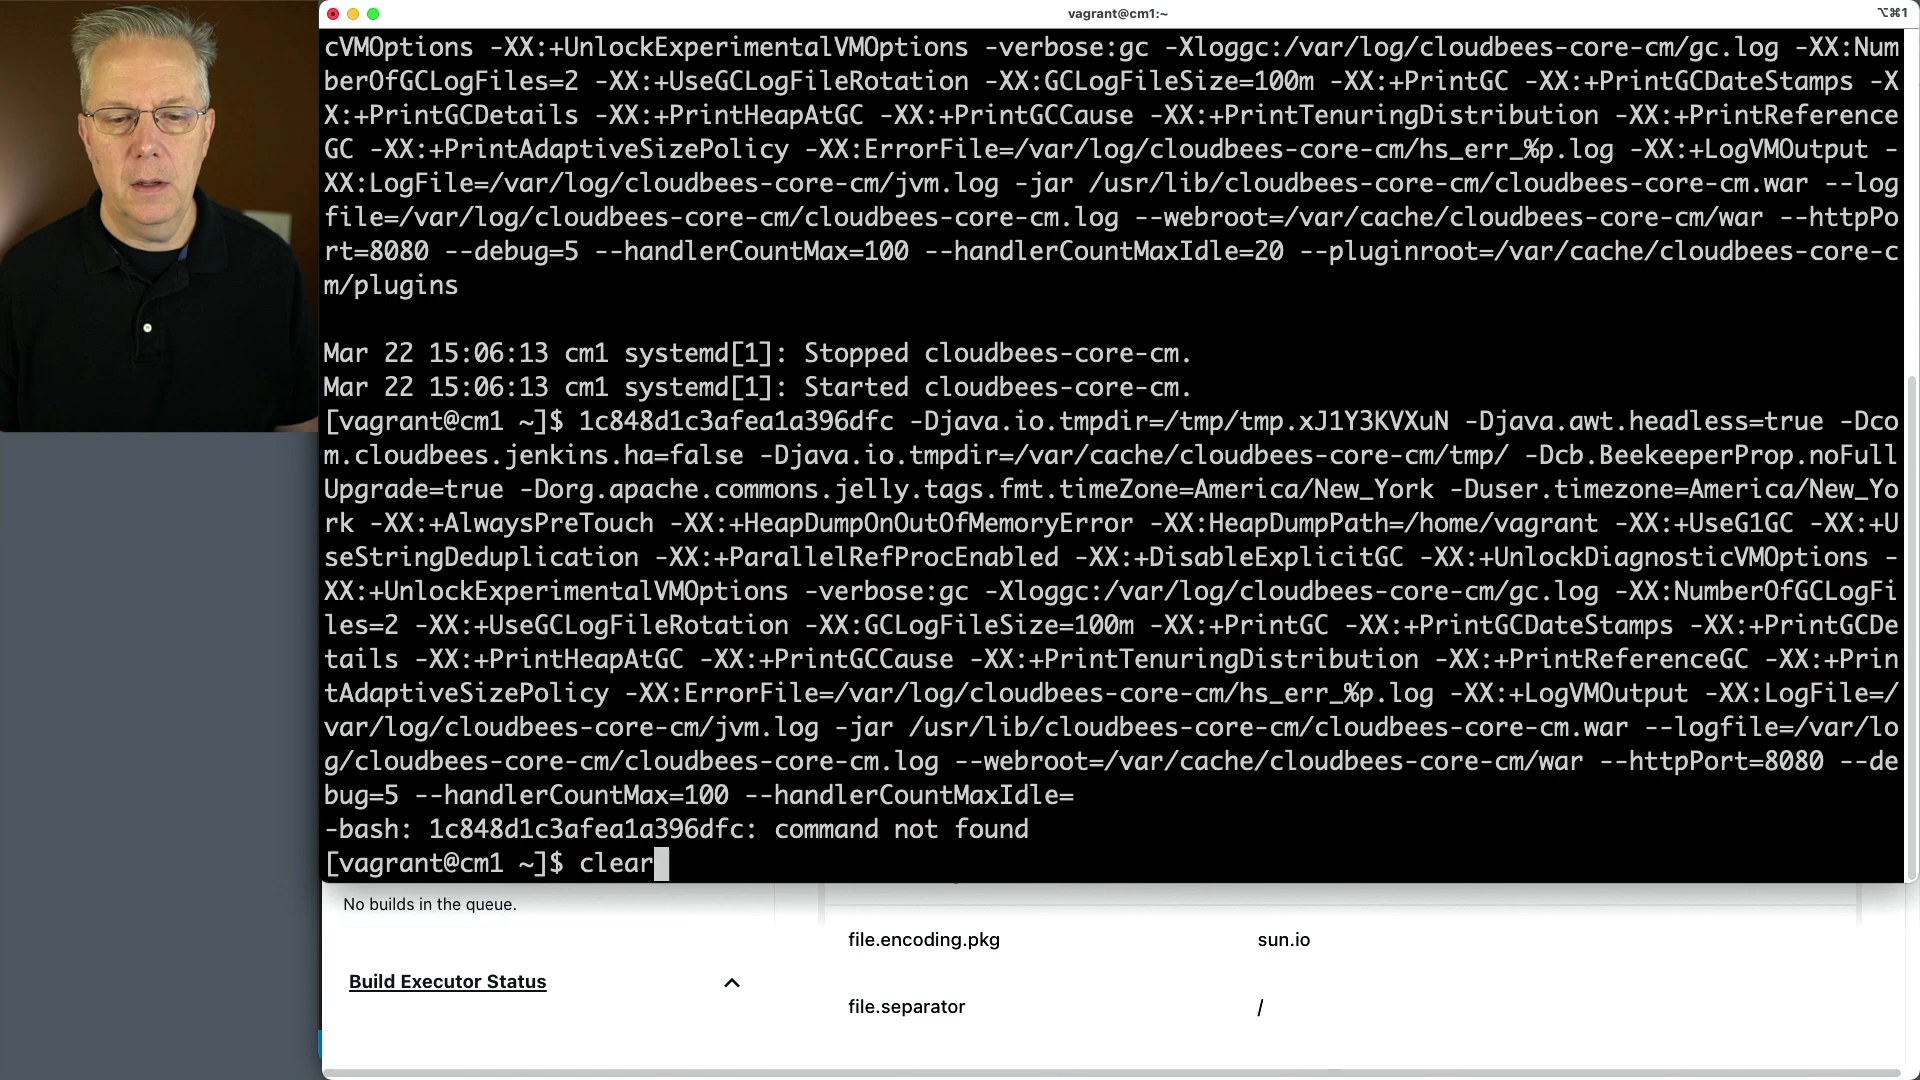 vagrant@cm1:~
⌥⌘1
cVMOptions -XX:+UnlockExperimentalVMOptions -verbose:gc -Xloggc:/var/log/cloudbees-core-cm/gc.log -XX:Num
berOfGCLogFiles=2 -XX:+UseGCLogFileRotation -XX:GCLogFileSize=100m -XX:+PrintGC -XX:+PrintGCDateStamps -X
X:+PrintGCDetails -XX:+PrintHeapAtGC -XX:+PrintGCCause -XX:+PrintTenuringDistribution -XX:+PrintReference
GC -XX:+PrintAdaptiveSizePolicy -XX:ErrorFile=/var/log/cloudbees-core-cm/hs_err_%p.log -XX:+LogVMOutput -
XX:LogFile=/var/log/cloudbees-core-cm/jvm.log -jar /usr/lib/cloudbees-core-cm/cloudbees-core-cm.war --log
file=/var/log/cloudbees-core-cm/cloudbees-core-cm.log --webroot=/var/cache/cloudbees-core-cm/war --httpPo
rt=8080 --debug=5 --handlerCountMax=100 --handlerCountMaxIdle=20 --pluginroot=/var/cache/cloudbees-core-c
m/plugins
Mar 22 15:06:13 cm1 systemd[1]: Stopped cloudbees-core-cm.
Mar 22 15:06:13 cm1 systemd[1]: Started cloudbees-core-cm.
[vagrant@cm1 ~]$ 1c848d1c3afea1a396dfc -Djava.io.tmpdir=/tmp/tmp.xJ1Y3KVXuN -Djava.awt.headless=true -Dco
m.cloudbees.jenkins.ha=false -Djava.io.tmpdir=/var/cache/cloudbees-core-cm/tmp/ -Dcb.BeekeeperProp.noFull
Upgrade=true -Dorg.apache.commons.jelly.tags.fmt.timeZone=America/New_York -Duser.timezone=America/New_Yo
rk -XX:+AlwaysPreTouch -XX:+HeapDumpOnOutOfMemoryError -XX:HeapDumpPath=/home/vagrant -XX:+UseG1GC -XX:+U
seStringDeduplication -XX:+ParallelRefProcEnabled -XX:+DisableExplicitGC -XX:+UnlockDiagnosticVMOptions -
XX:+UnlockExperimentalVMOptions -verbose:gc -Xloggc:/var/log/cloudbees-core-cm/gc.log -XX:NumberOfGCLogFi
les=2 -XX:+UseGCLogFileRotation -XX:GCLogFileSize=100m -XX:+PrintGC -XX:+PrintGCDateStamps -XX:+PrintGCDe
tails -XX:+PrintHeapAtGC -XX:+PrintGCCause -XX:+PrintTenuringDistribution -XX:+PrintReferenceGC -XX:+Prin
tAdaptiveSizePolicy -XX:ErrorFile=/var/log/cloudbees-core-cm/hs_err_%p.log -XX:+LogVMOutput -XX:LogFile=/
var/log/cloudbees-core-cm/jvm.log -jar /usr/lib/cloudbees-core-cm/cloudbees-core-cm.war --logfile=/var/lo
g/cloudbees-core-cm/cloudbees-core-cm.log --webroot=/var/cache/cloudbees-core-cm/war --httpPort=8080 --de
bug=5 --handlerCountMax=100 --handlerCountMaxIdle=
-bash: 1c848d1c3afea1a396dfc: command not found
[vagrant@cm1 ~]$ clear
No builds in the queue.
file.encoding.pkg sun.io
Build Executor Status
file.separator /